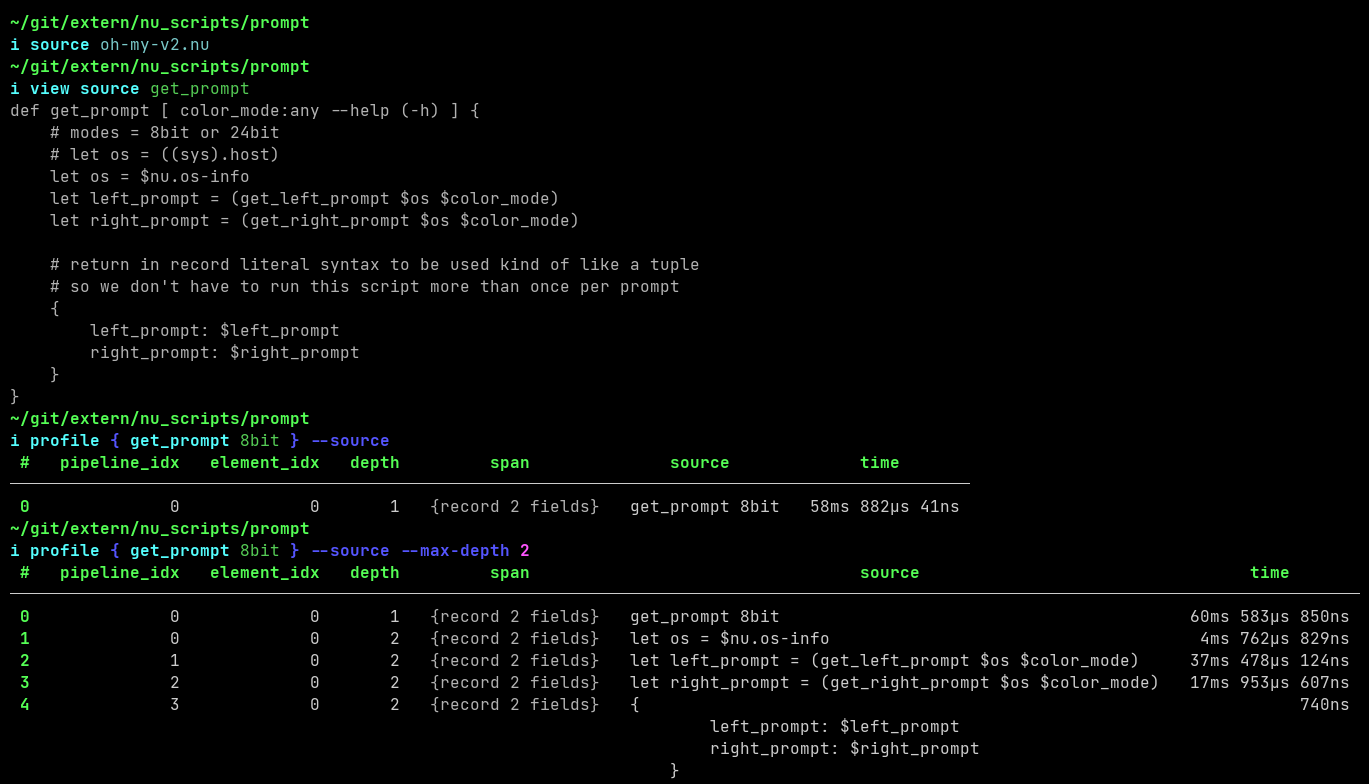 ~/git/extern/nu_scripts/prompt
i source oh-my-v2.nu
~/git/extern/nu_scripts/prompt
i view source get_prompt
def get_prompt [ color_mode:any --help (-h) ] {
    # modes = 8bit or 24bit
    # let os = ((sys).host)
    let os = $nu.os-info
    let left_prompt = (get_left_prompt $os $color_mode)
    let right_prompt = (get_right_prompt $os $color_mode)

    # return in record literal syntax to be used kind of like a tuple
    # so we don't have to run this script more than once per prompt
    {
        left_prompt: $left_prompt
        right_prompt: $right_prompt
    }
}
~/git/extern/nu_scripts/prompt
i profile { get_prompt 8bit } --source
 #   pipeline_idx   element_idx   depth         span              source             time
 0              0             0       1   {record 2 fields}   get_prompt 8bit   58ms 882µs 41ns
~/git/extern/nu_scripts/prompt
i profile { get_prompt 8bit } --source --max-depth 2
 #   pipeline_idx   element_idx   depth         span                                 source                                 time
 0              0             0       1   {record 2 fields}   get_prompt 8bit                                         60ms 583µs 850ns
 1              0             0       2   {record 2 fields}   let os = $nu.os-info                                     4ms 762µs 829ns
 2              1             0       2   {record 2 fields}   let left_prompt = (get_left_prompt $os $color_mode)     37ms 478µs 124ns
 3              2             0       2   {record 2 fields}   let right_prompt = (get_right_prompt $os $color_mode)   17ms 953µs 607ns
 4              3             0       2   {record 2 fields}   {                                                                  740ns
                                                                      left_prompt: $left_prompt
                                                                      right_prompt: $right_prompt
                                                                  }